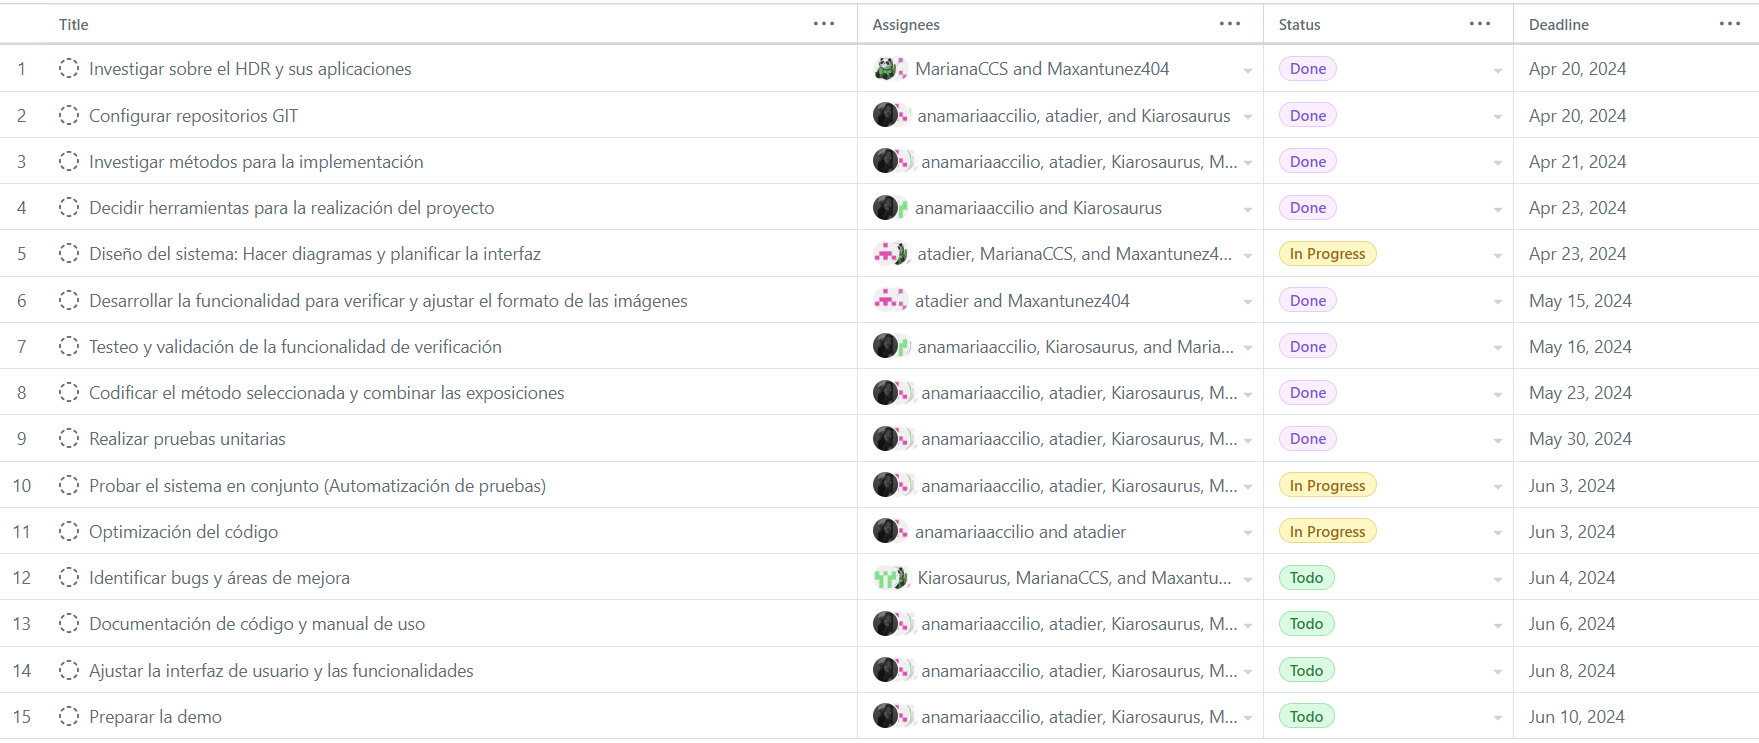 Title ... Assignees ... Status ... Deadline ...
1 Investigar sobre el HDR y sus aplicaciones MarianaCCS and Maxantunez404 Done Apr 20, 2024
2 Configurar repositorios GIT anamariaaccilio, atadier, and Kiarosaurus Done Apr 20, 2024
3 Investigar métodos para la implementación anamariaaccilio, atadier, Kiarosaurus, M... Done Apr 21, 2024
4 Decidir herramientas para la realización del proyecto anamariaaccilio and Kiarosaurus Done Apr 23, 2024
5 Diseño del sistema: Hacer diagramas y planificar la interfaz atadier, MarianaCCS, and Maxantunez4... In Progress Apr 23, 2024
6 Desarrollar la funcionalidad para verificar y ajustar el formato de las imágenes atadier and Maxantunez404 Done May 15, 2024
7 Testeo y validación de la funcionalidad de verificación anamariaaccilio, Kiarosaurus, and Maria... Done May 16, 2024
8 Codificar el método seleccionada y combinar las exposiciones anamariaaccilio, atadier, Kiarosaurus, M... Done May 23, 2024
9 Realizar pruebas unitarias anamariaaccilio, atadier, Kiarosaurus, M... Done May 30, 2024
10 Probar el sistema en conjunto (Automatización de pruebas) anamariaaccilio, atadier, Kiarosaurus, M... In Progress Jun 3, 2024
11 Optimización del código anamariaaccilio and atadier In Progress Jun 3, 2024
12 Identificar bugs y áreas de mejora Kiarosaurus, MarianaCCS, and Maxantu... Todo Jun 4, 2024
13 Documentación de código y manual de uso anamariaaccilio, atadier, Kiarosaurus, M... Todo Jun 6, 2024
14 Ajustar la interfaz de usuario y las funcionalidades anamariaaccilio, atadier, Kiarosaurus, M... Todo Jun 8, 2024
15 Preparar la demo anamariaaccilio, atadier, Kiarosaurus, M... Todo Jun 10, 2024